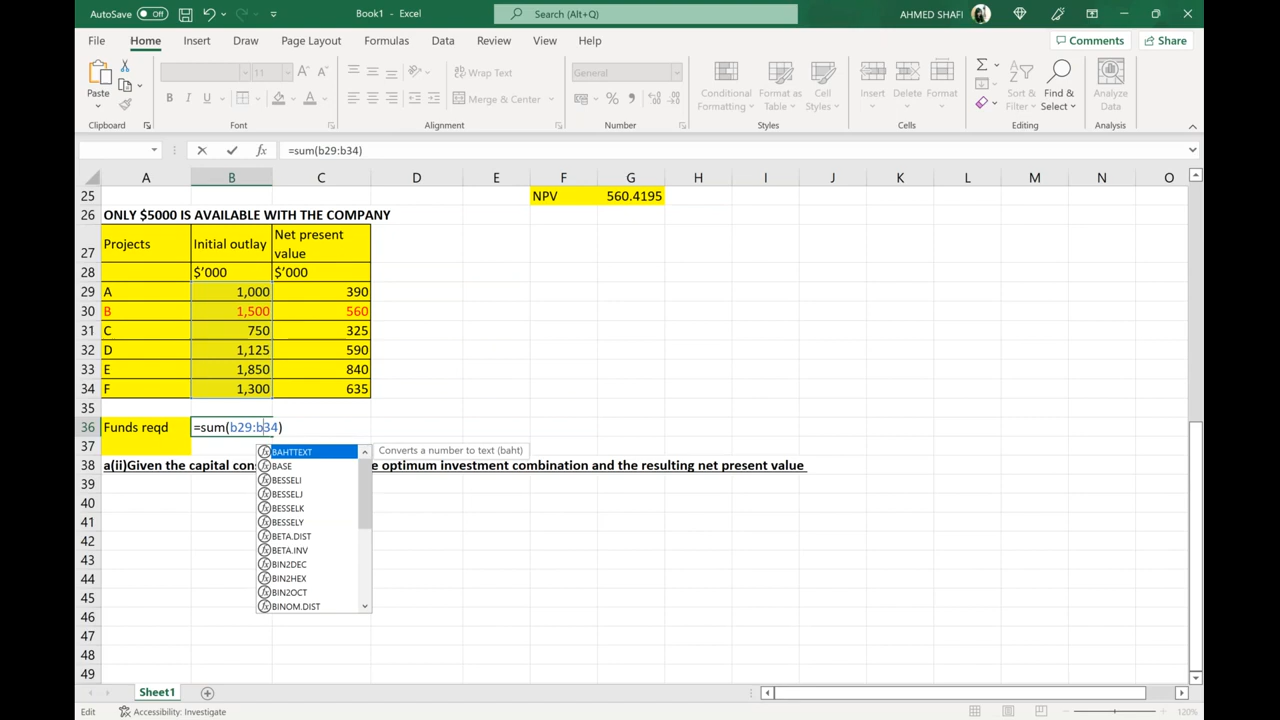 AutoSave Off Book1 - Excel Search (Alt+Q) AHMED SHAFI
File Home Insert Draw Page Layout Formulas Data Review View Help Comments Share
Paste 11 Wrap Text General Conditional Formatting Format as Table Cell Styles Insert Delete Format Sort & Filter Find & Select Analyze Data
Merge & Center
Clipboard Font Alignment Number Styles Cells Editing Analysis
=sum(b29:b34)
A B C D E F G H I J K L M N O
25 NPV 560.4195
26 ONLY $5000 IS AVAILABLE WITH THE COMPANY
27 Projects Initial outlay Net present value
28 $'000 $'000
29 A 1,000 390
30 B 1,500 560
31 C 750 325
32 D 1,125 590
33 E 1,850 840
34 F 1,300 635
35
36 Funds reqd =sum(b29:b34)
37 BAHTTEXT Converts a number to text (baht)
38 a(ii)Given the capital con e optimum investment combination and the resulting net present value
BASE
39 BESSELI
40 BESSELJ
BESSELK
41 BESSELY
42 BETA.DIST
BETA.INV
43 BIN2DEC
44 BIN2HEX
45 BIN2OCT
BINOM.DIST
46
47
48
49
Sheet1
Edit Accessibility: Investigate 120%